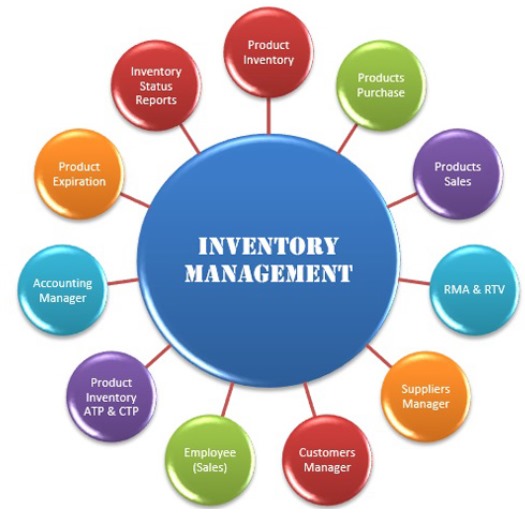 Product
Inventory
Products
Purchase
Products
Sales
RMA & RTV
Suppliers
Manager
Customers
Manager
Employee
(Sales)
Product
Inventory
ATP & CTP
Accounting
Manager
Product
Expiration
Inventory
Status
Reports
INVENTORY
MANAGEMENT